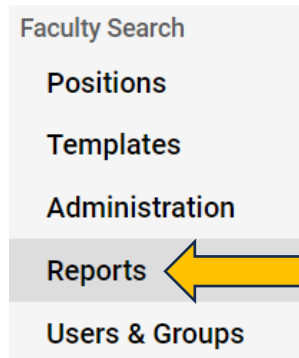 Faculty Search
Positions
Templates
Administration
Reports
Users & Groups